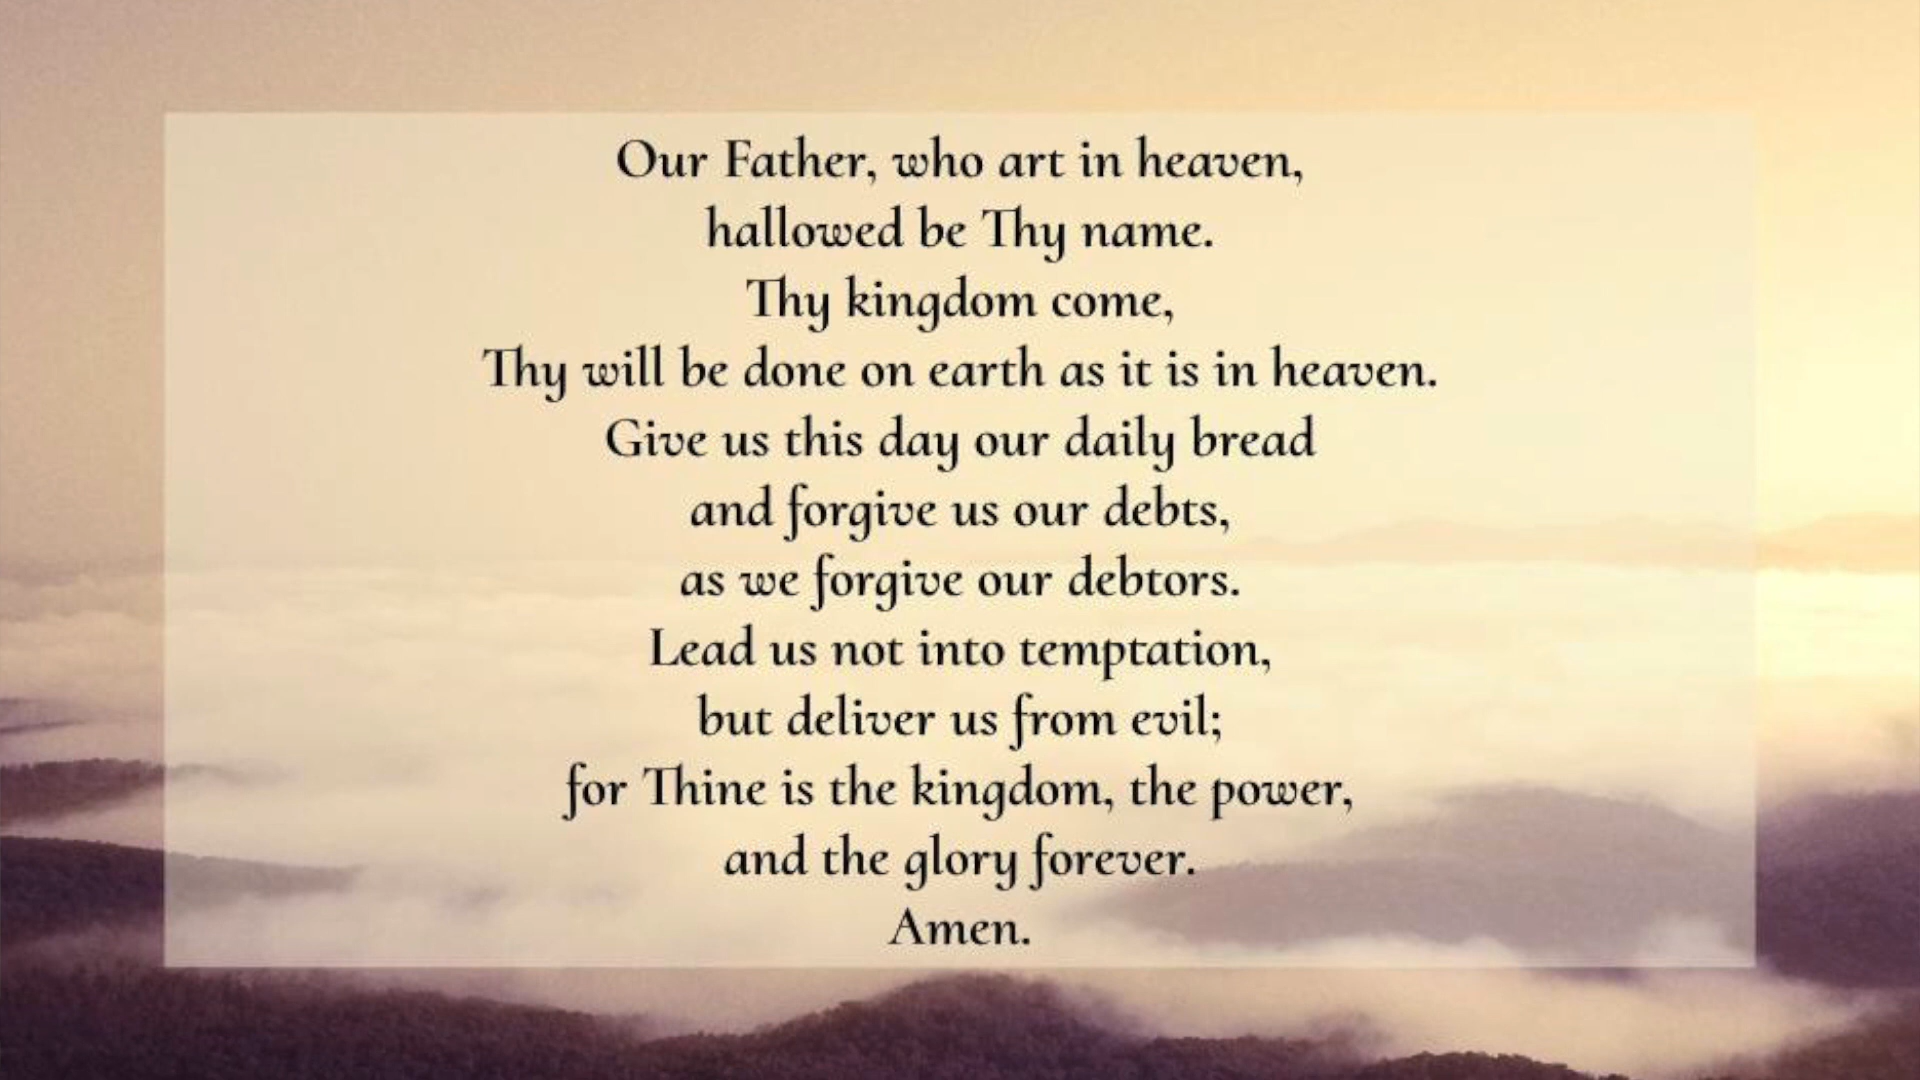 Our Father, who art in heaven,
hallowed be Thy name.
Thy kingdom come,
Thy will be done on earth as it is in heaven.
Give us this day our daily bread
and forgive us our debts,
as we forgive our debtors.
Lead us not into temptation,
but deliver us from evil;
for Thine is the kingdom, the power,
and the glory forever.
Amen.